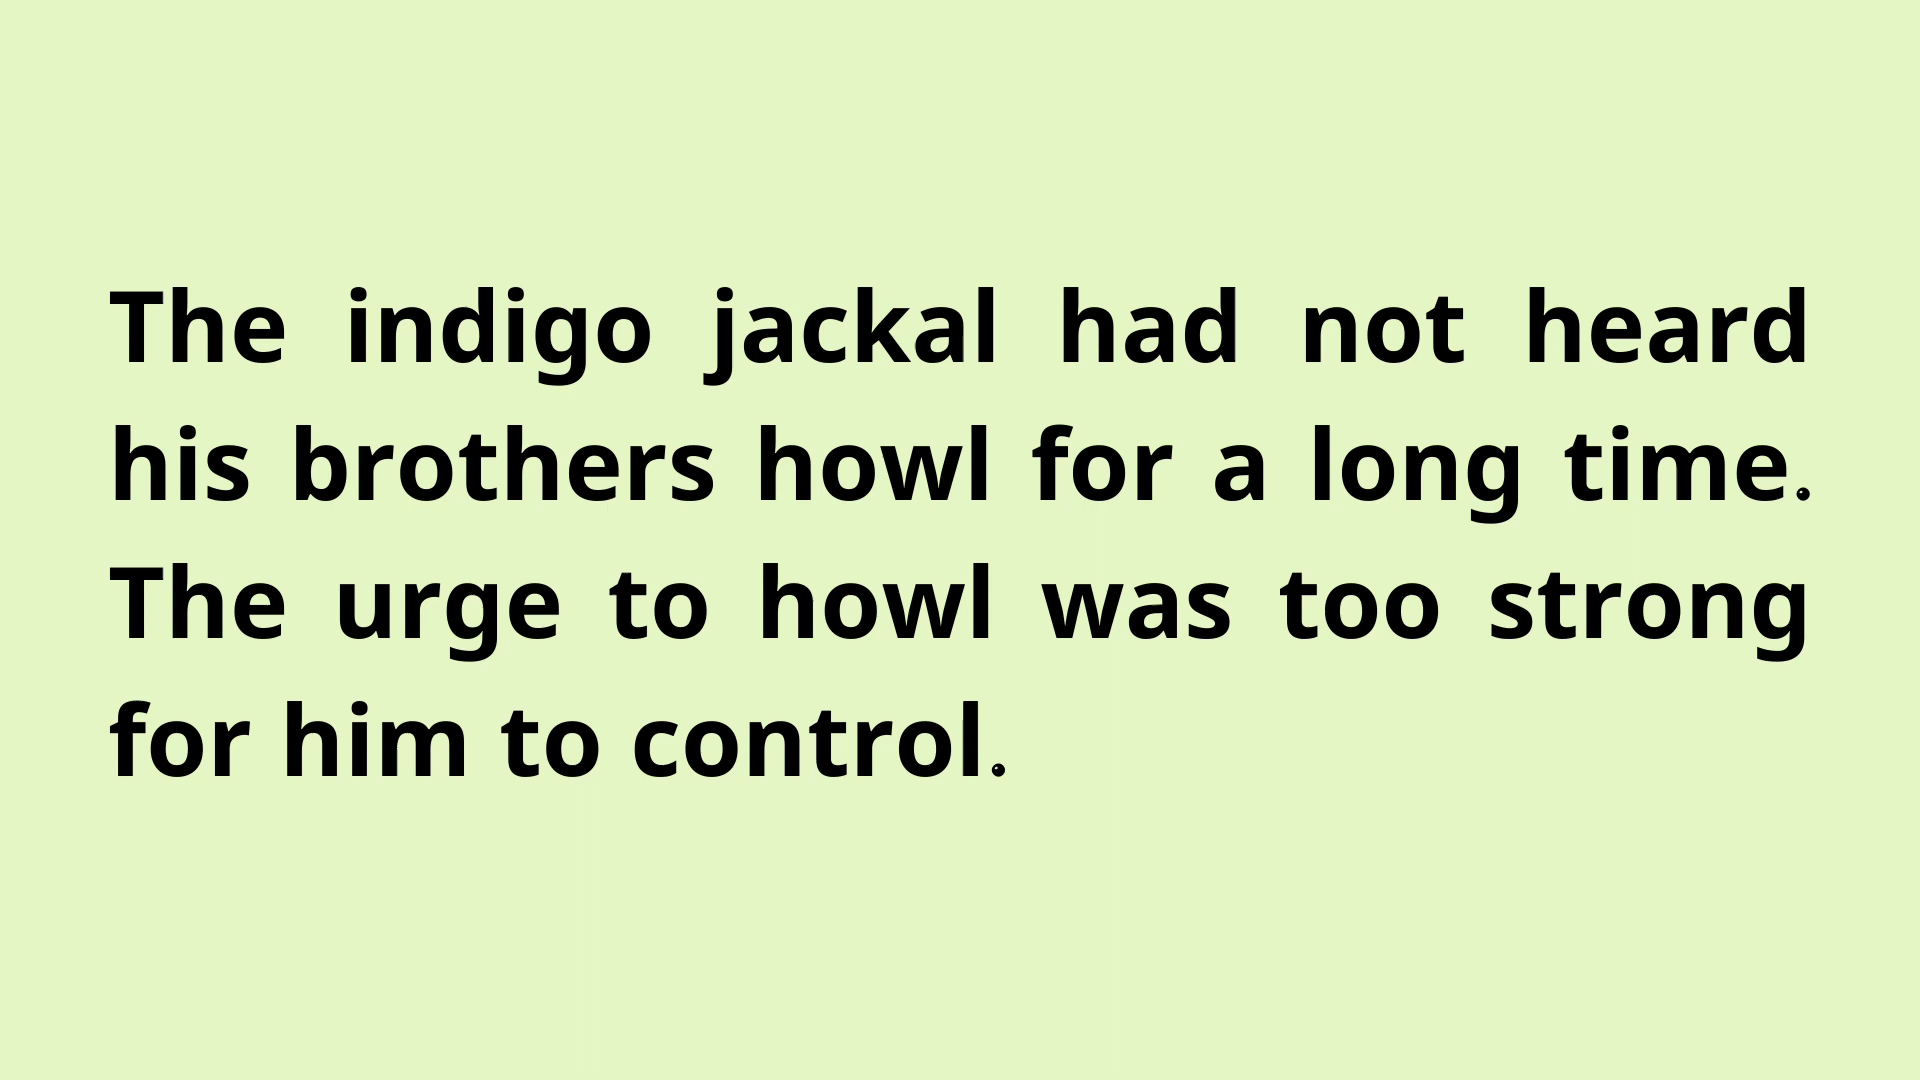 The indigo jackal had not heard
his brothers howl for a long time.
The urge to howl was too strong
for him to control.